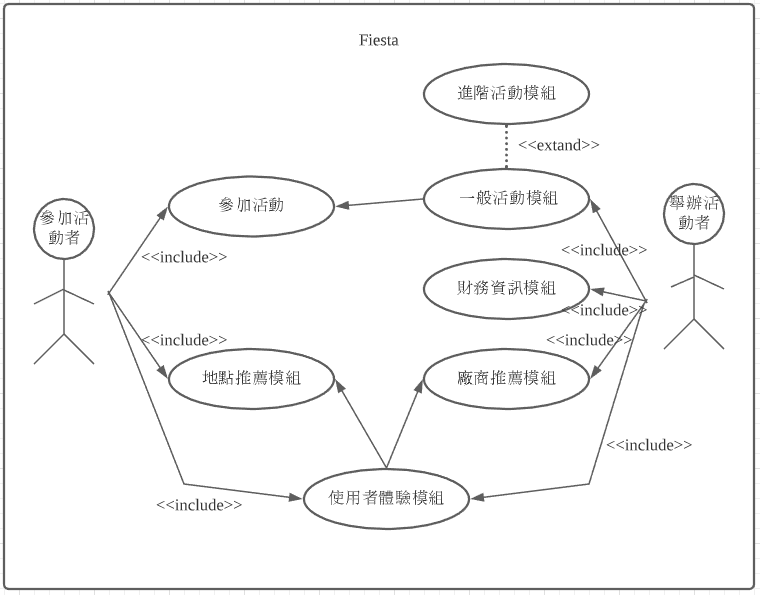 Fiesta
進階活動模組
<<extand>>
參加活動
一般活動模組
參加活
動者
舉辦活
動者
<<include>>
<<include>>
財務資訊模組
<<include>>
<<include>>
<<include>>
地點推薦模組
廠商推薦模組
<<include>>
使用者體驗模組
<<include>>